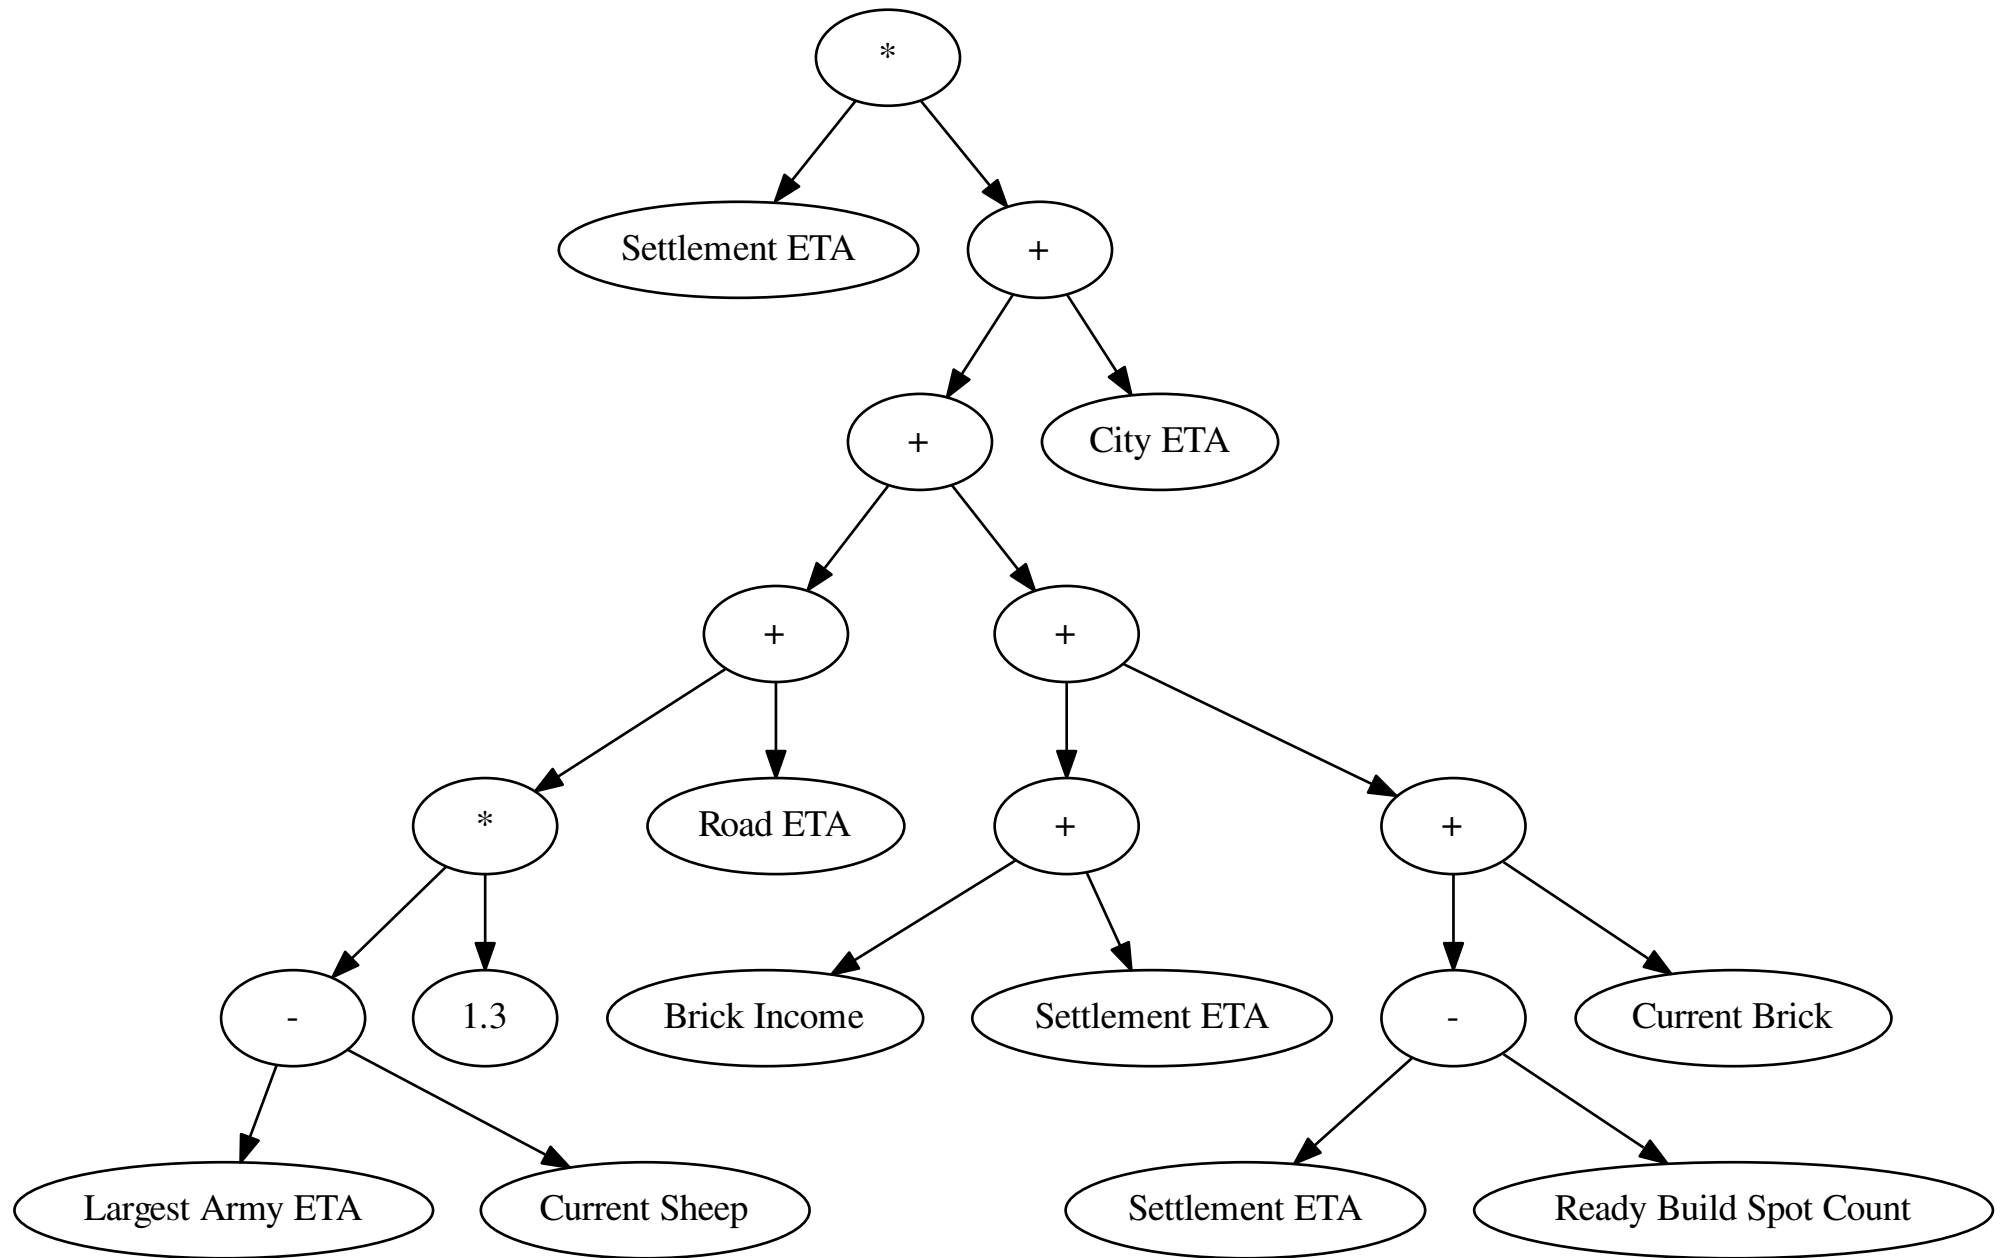 *
Settlement ETA
+
+
City ETA
+
+
*
Road ETA
+
+
-
1.3
Brick Income
Settlement ETA
-
Current Brick
Largest Army ETA
Current Sheep
Settlement ETA
Ready Build Spot Count